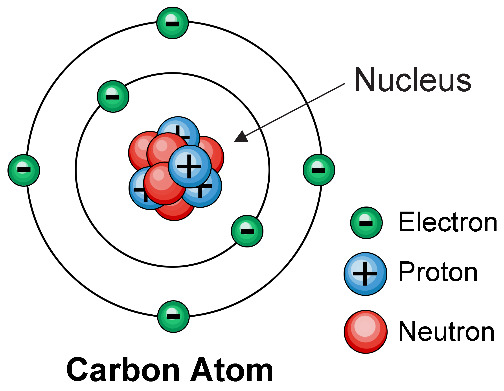 Nucleus
Electron
Proton
Neutron
Carbon Atom